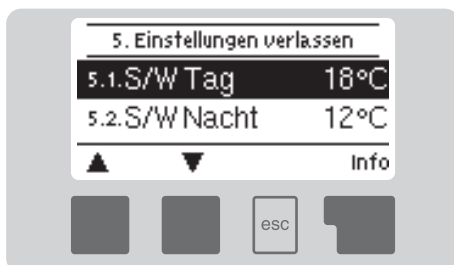 5. Einstellungen verlassen
5.1.S/W Tag 18°C
5.2.S/W Nacht 12°C
▲ ▼ Info
esc